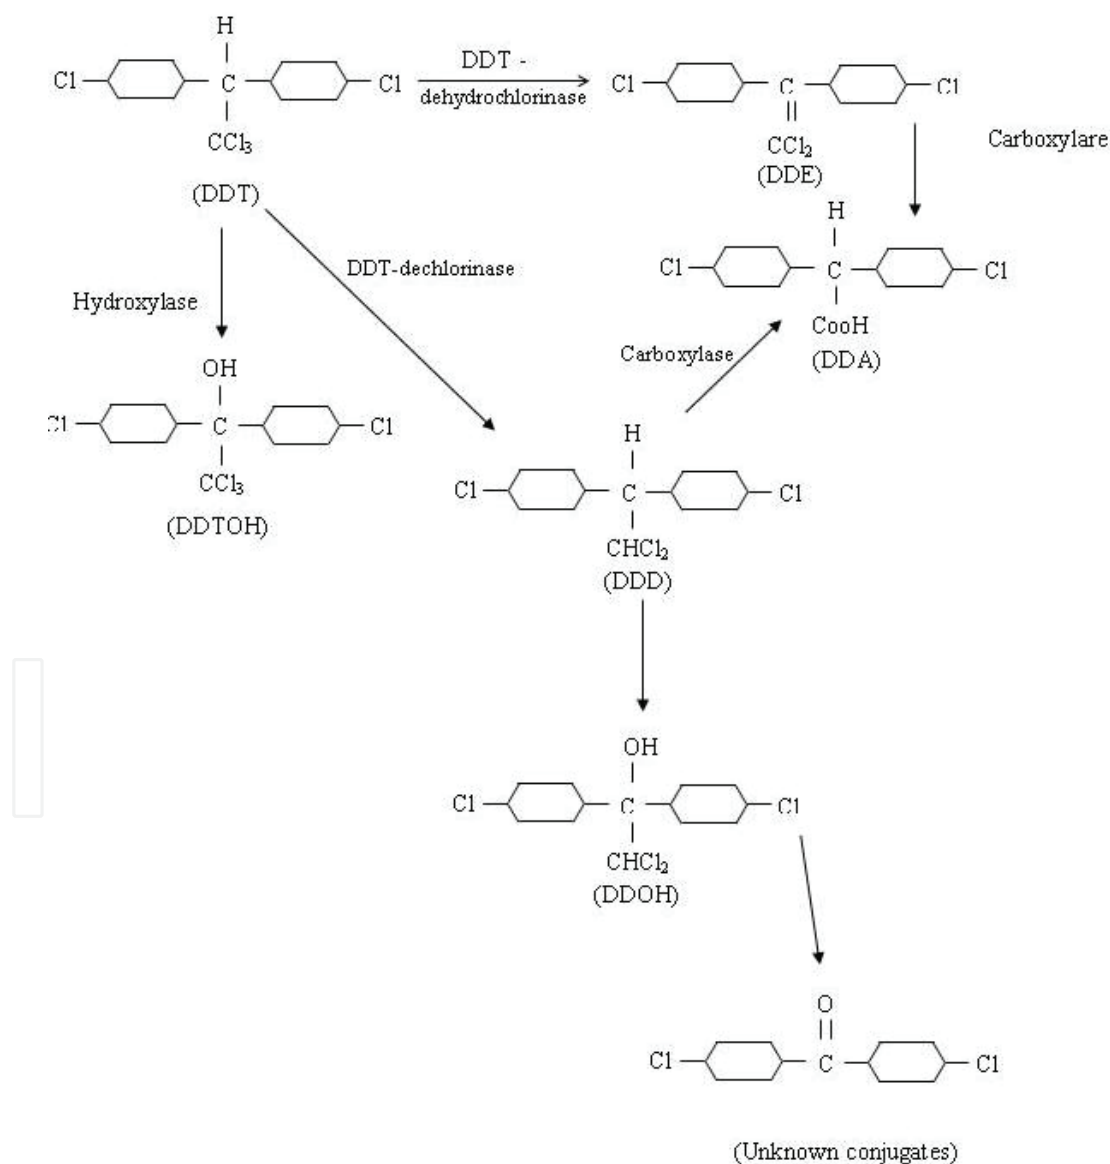 H
Cl C Cl
CCl3
(DDT)
DDT -
dehydrochlorinase
Cl C Cl
CCl2
(DDE)
Carboxylare
H
Cl C Cl
CooH
(DDA)
DDT-dechlorinase
Hydroxylase
Carboxylase
OH
Cl C Cl
CCl3
(DDTOH)
H
Cl C Cl
CHCl2
(DDD)
OH
Cl C Cl
CHCl2
(DDOH)
O
Cl C Cl
(Unknown conjugates)